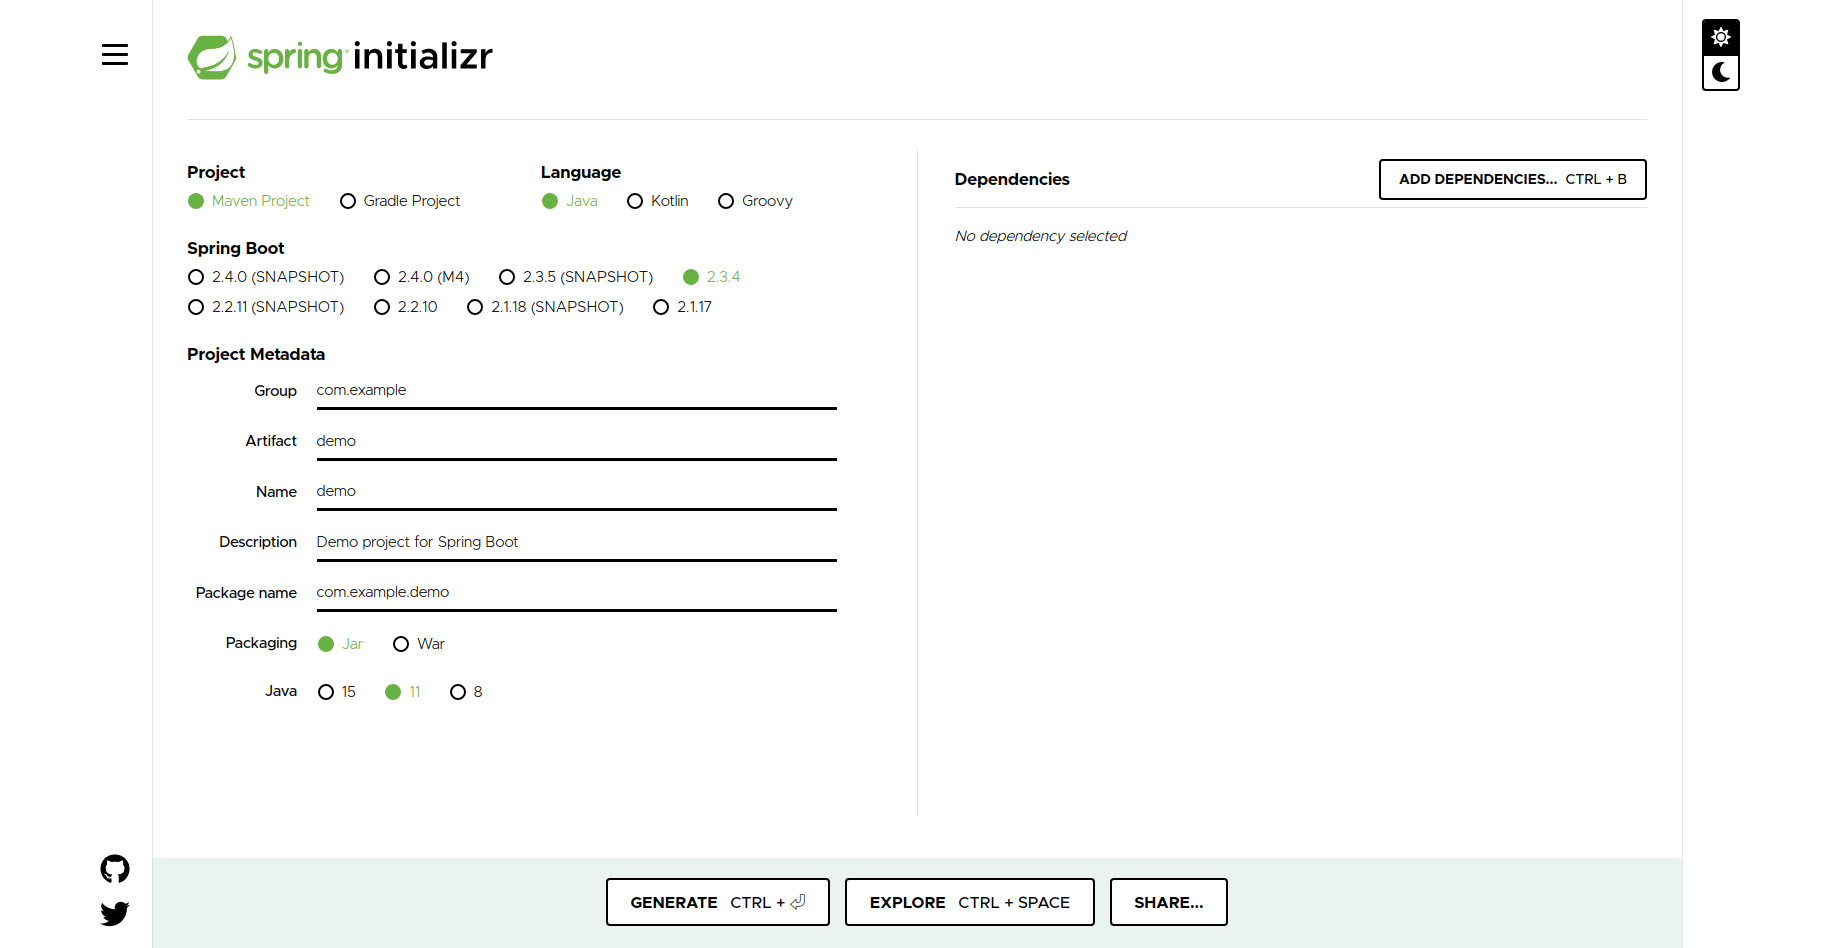 spring initializr
Project
Maven Project Gradle Project
Language
Java Kotlin Groovy
Spring Boot
2.4.0 (SNAPSHOT) 2.4.0 (M4) 2.3.5 (SNAPSHOT) 2.3.4
2.2.11 (SNAPSHOT) 2.2.10 2.1.18 (SNAPSHOT) 2.1.17
Project Metadata
Group com.example
Artifact demo
Name demo
Description Demo project for Spring Boot
Package name com.example.demo
Packaging Jar War
Java 15 11 8
Dependencies
ADD DEPENDENCIES... CTRL + B
No dependency selected
GENERATE CTRL + ⏎
EXPLORE CTRL + SPACE
SHARE...